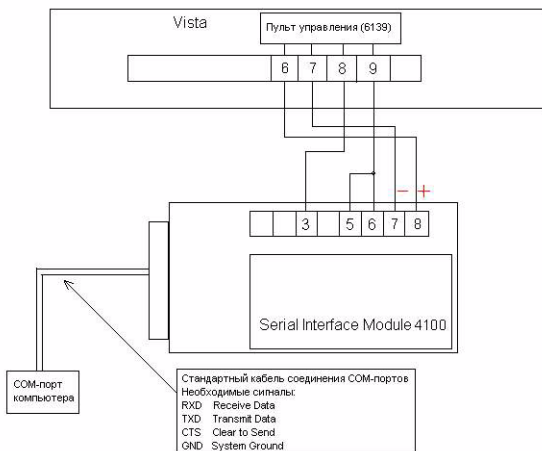 Vista
Пульт управления (6139)
6 7 8 9
- +
3 5 6 7 8
Serial Interface Module 4100
COM-порт
компьютера
Стандартный кабель соединения COM-портов
Необходимые сигналы:
RXD Receive Data
TXD Transmit Data
CTS Clear to Send
GND System Ground